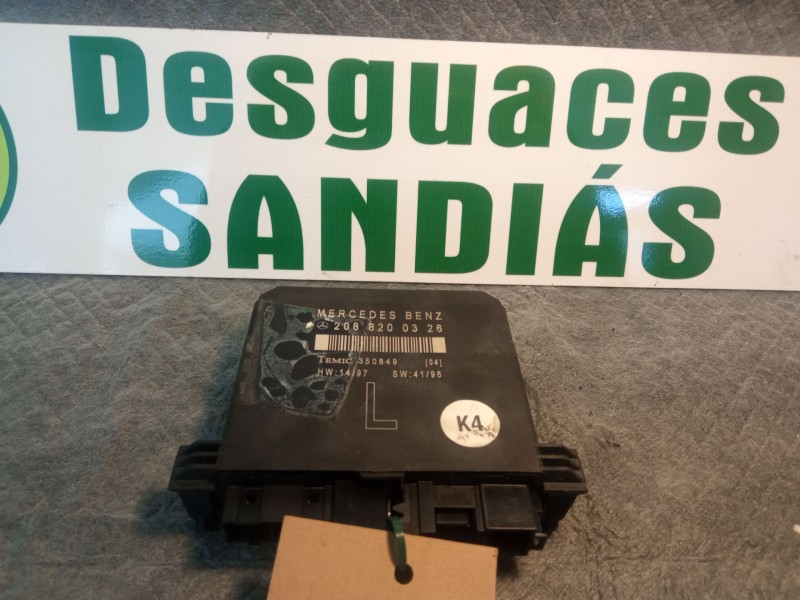 Desguaces
SANDIÁS
MERCEDES BENZ
208 820 03 26
TEMIC 350849 [04]
HW:14/97 SW:41/96
L
K4